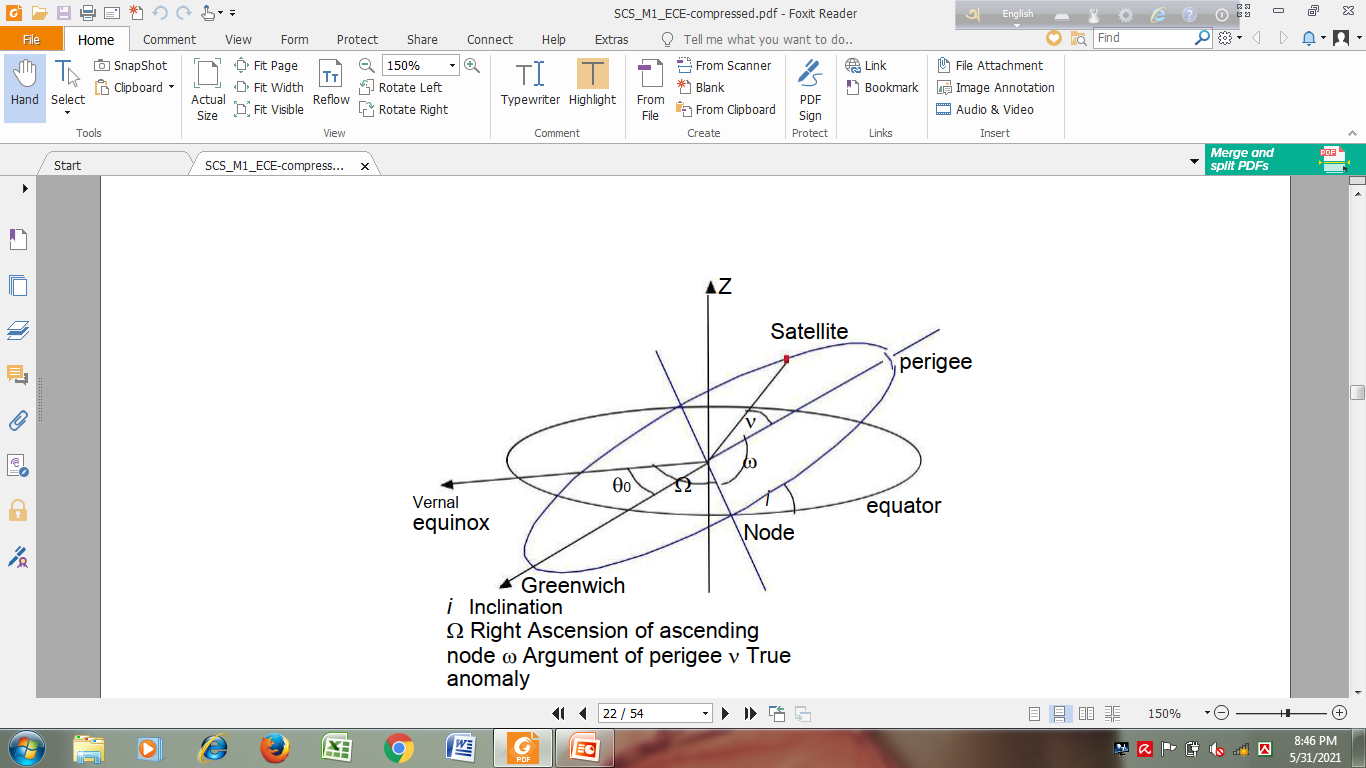 SCS_M1_ECE-compressed.pdf - Foxit Reader
English
File Home Comment View Form Protect Share Connect Help Extras Tell me what you want to do.. Find
Hand
Select
SnapShot
Clipboard
Tools
Actual Size
Fit Page
Fit Width
Fit Visible
Reflow
150%
Rotate Left
Rotate Right
View
Typewriter
Highlight
Comment
From File
From Scanner
Blank
From Clipboard
Create
PDF Sign
Protect
Link
Bookmark
Links
File Attachment
Image Annotation
Audio & Video
Insert
Start
SCS_M1_ECE-compress...
Merge and
split PDFs
PDF
Z
Satellite
perigee
ν
ω
θ0
Ω
i
Vernal
equinox
equator
Node
Greenwich
i Inclination
Ω Right Ascension of ascending
node ω Argument of perigee ν True
anomaly
22 / 54
150%
PDF
8:46 PM
5/31/2021